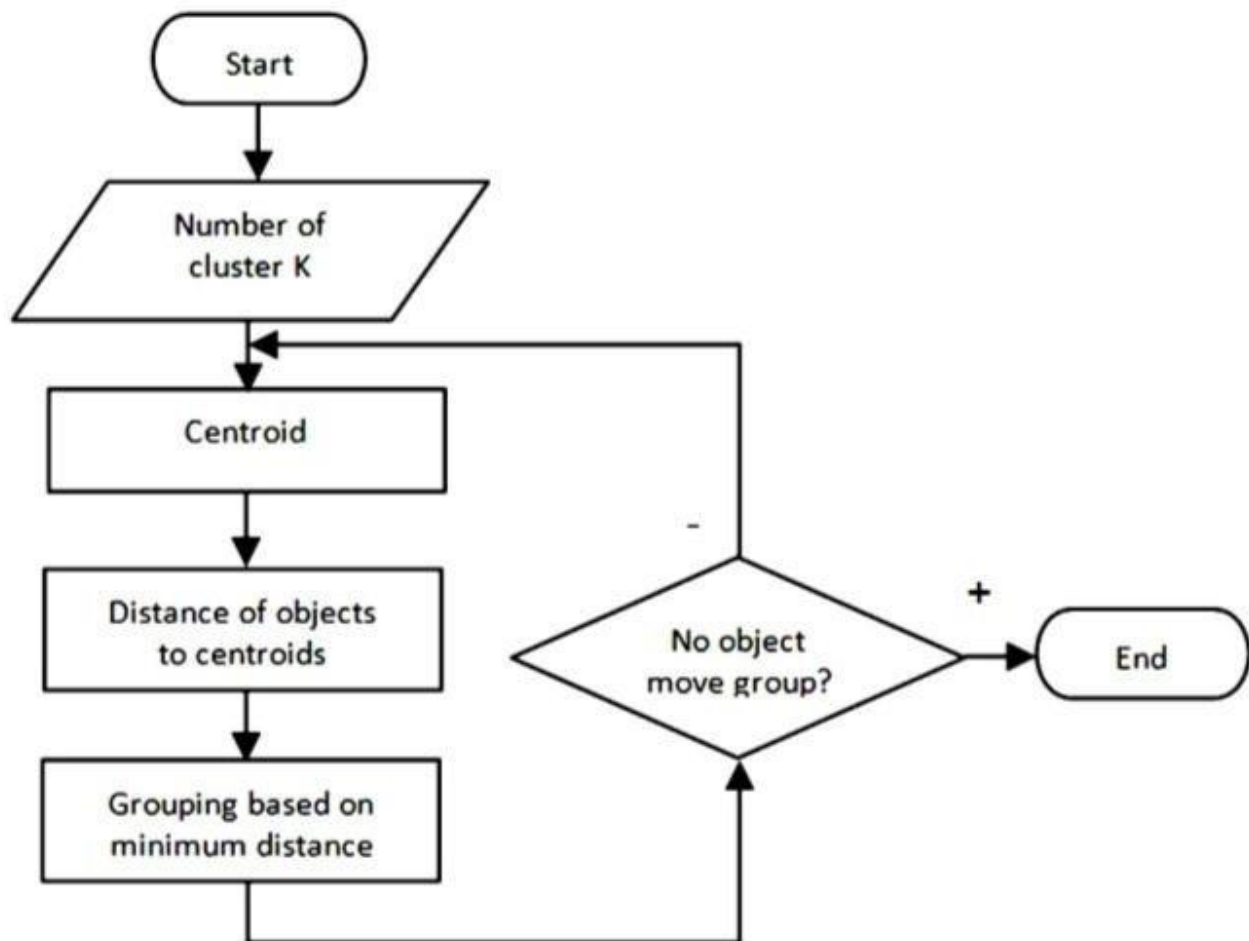 Start
Number of
cluster K
Centroid
Distance of objects
to centroids
Grouping based on
minimum distance
-
No object
move group?
+
End